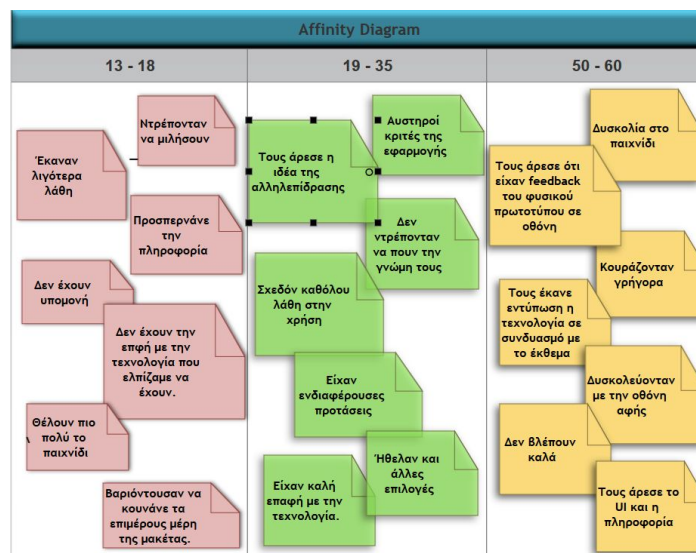 Affinity Diagram
13 - 18
19 - 35
50 - 60
Ντρέπονταν
να μιλήσουν
Έκαναν
λιγότερα
λάθη
Προσπερνάνε
την
πληροφορία
Δεν έχουν
υπομονή
Δεν έχουν την
επφή με την
τεχνολογία που
ελπίζαμε να
έχουν.
Θέλουν πιο
πολύ το
παιχνίδι
Βαριόντουσαν να
κουνάνε τα
επιμέρους μέρη
της μακέτας.
Αυστηροί
κριτές της
εφαρμογής
Τους άρεσε η
ιδέα της
αλληλεπίδρασης
Δεν
ντρέπονταν
να πουν την
γνώμη τους
Σχεδόν καθόλου
λάθη στην
χρήση
Είχαν
ενδιαφέρουσες
προτάσεις
Ήθελαν και
άλλες
επιλογές
Είχαν καλή
επαφή με την
τεχνολογία.
Δυσκολία στο
παιχνίδι
Τους άρεσε ότι
είχαν feedback
του φυσικού
πρωτοτύπου σε
οθόνη
Κουράζονταν
γρήγορα
Τους έκανε
εντύπωση η
τεχνολογία σε
συνδυασμό με
το έκθεμα
Δυσκολεύονταν
με την οθόνη
αφής
Δεν βλέπουν
καλά
Τους άρεσε το
UI και η
πληροφορία